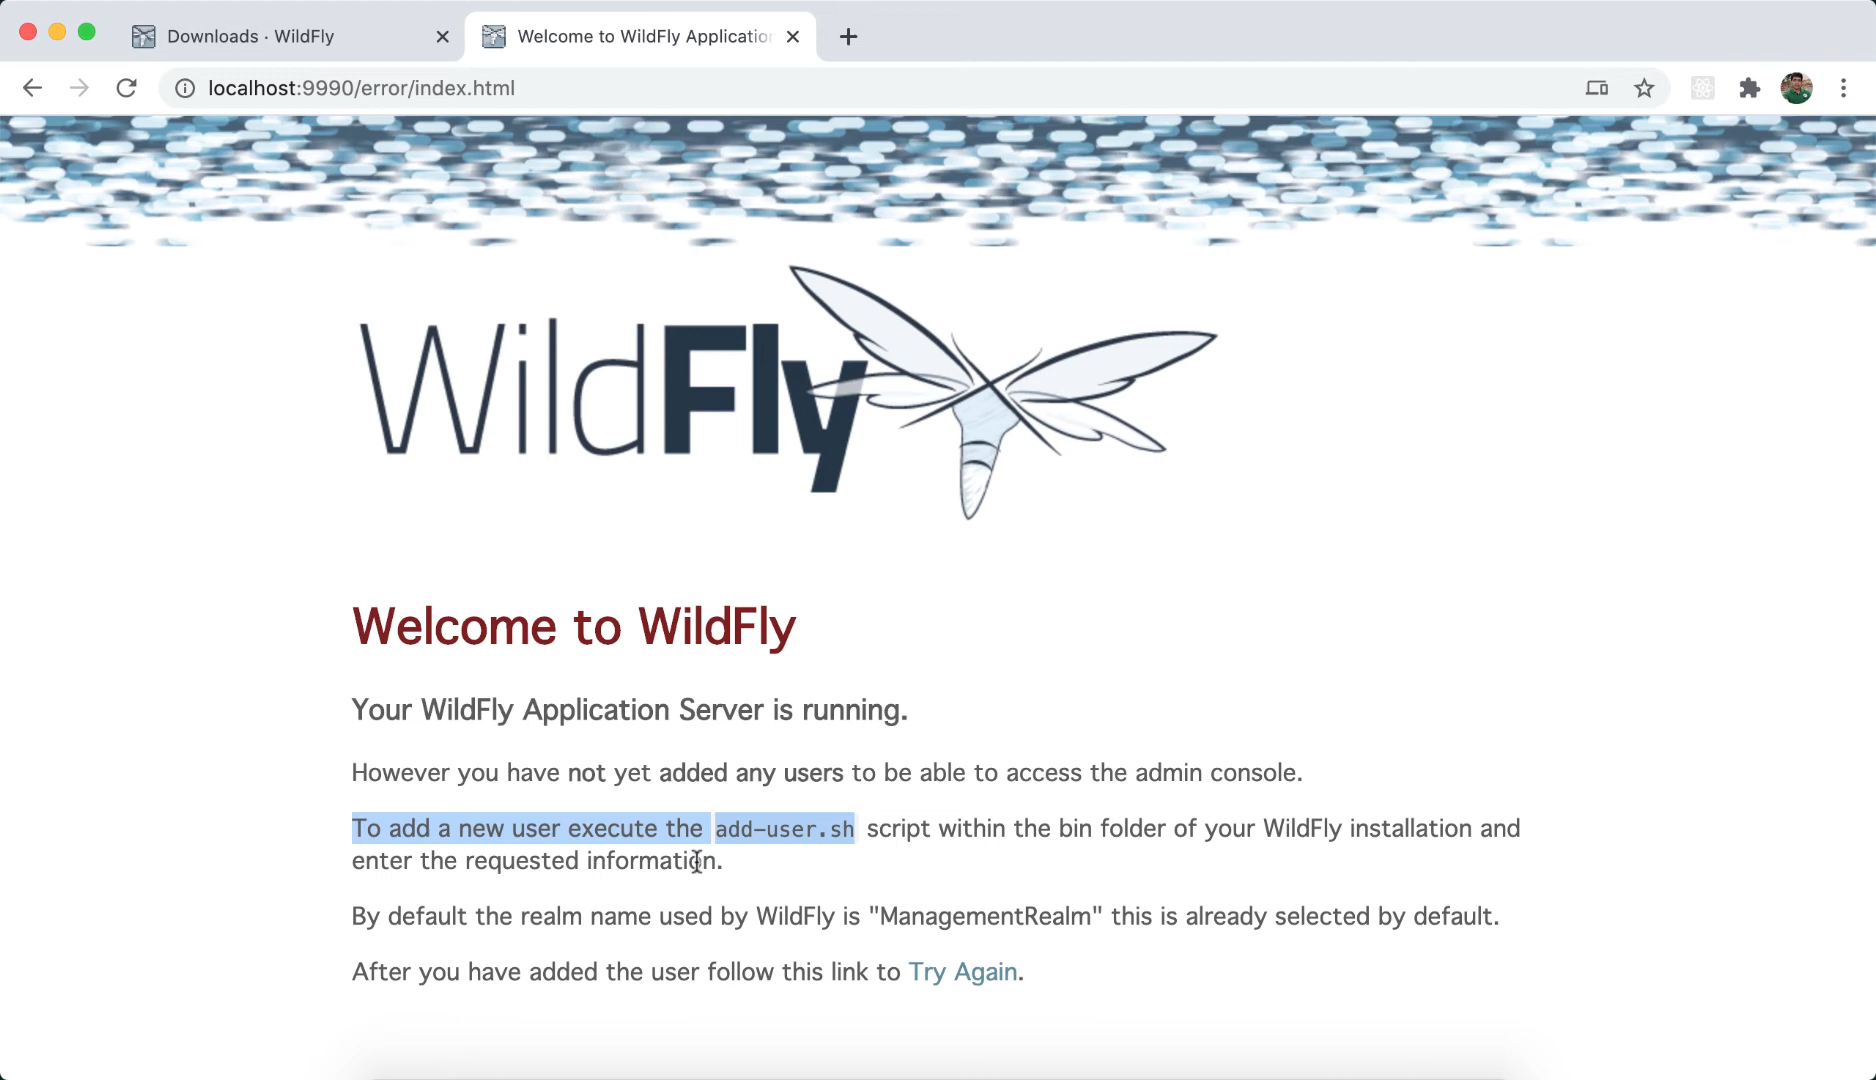 Downloads · WildFly
Welcome to WildFly Applicatio
localhost:9990/error/index.html
WildFly
Welcome to WildFly
Your WildFly Application Server is running.
However you have not yet added any users to be able to access the admin console.
To add a new user execute the add-user.sh script within the bin folder of your WildFly installation and
enter the requested information.
By default the realm name used by WildFly is "ManagementRealm" this is already selected by default.
After you have added the user follow this link to Try Again.